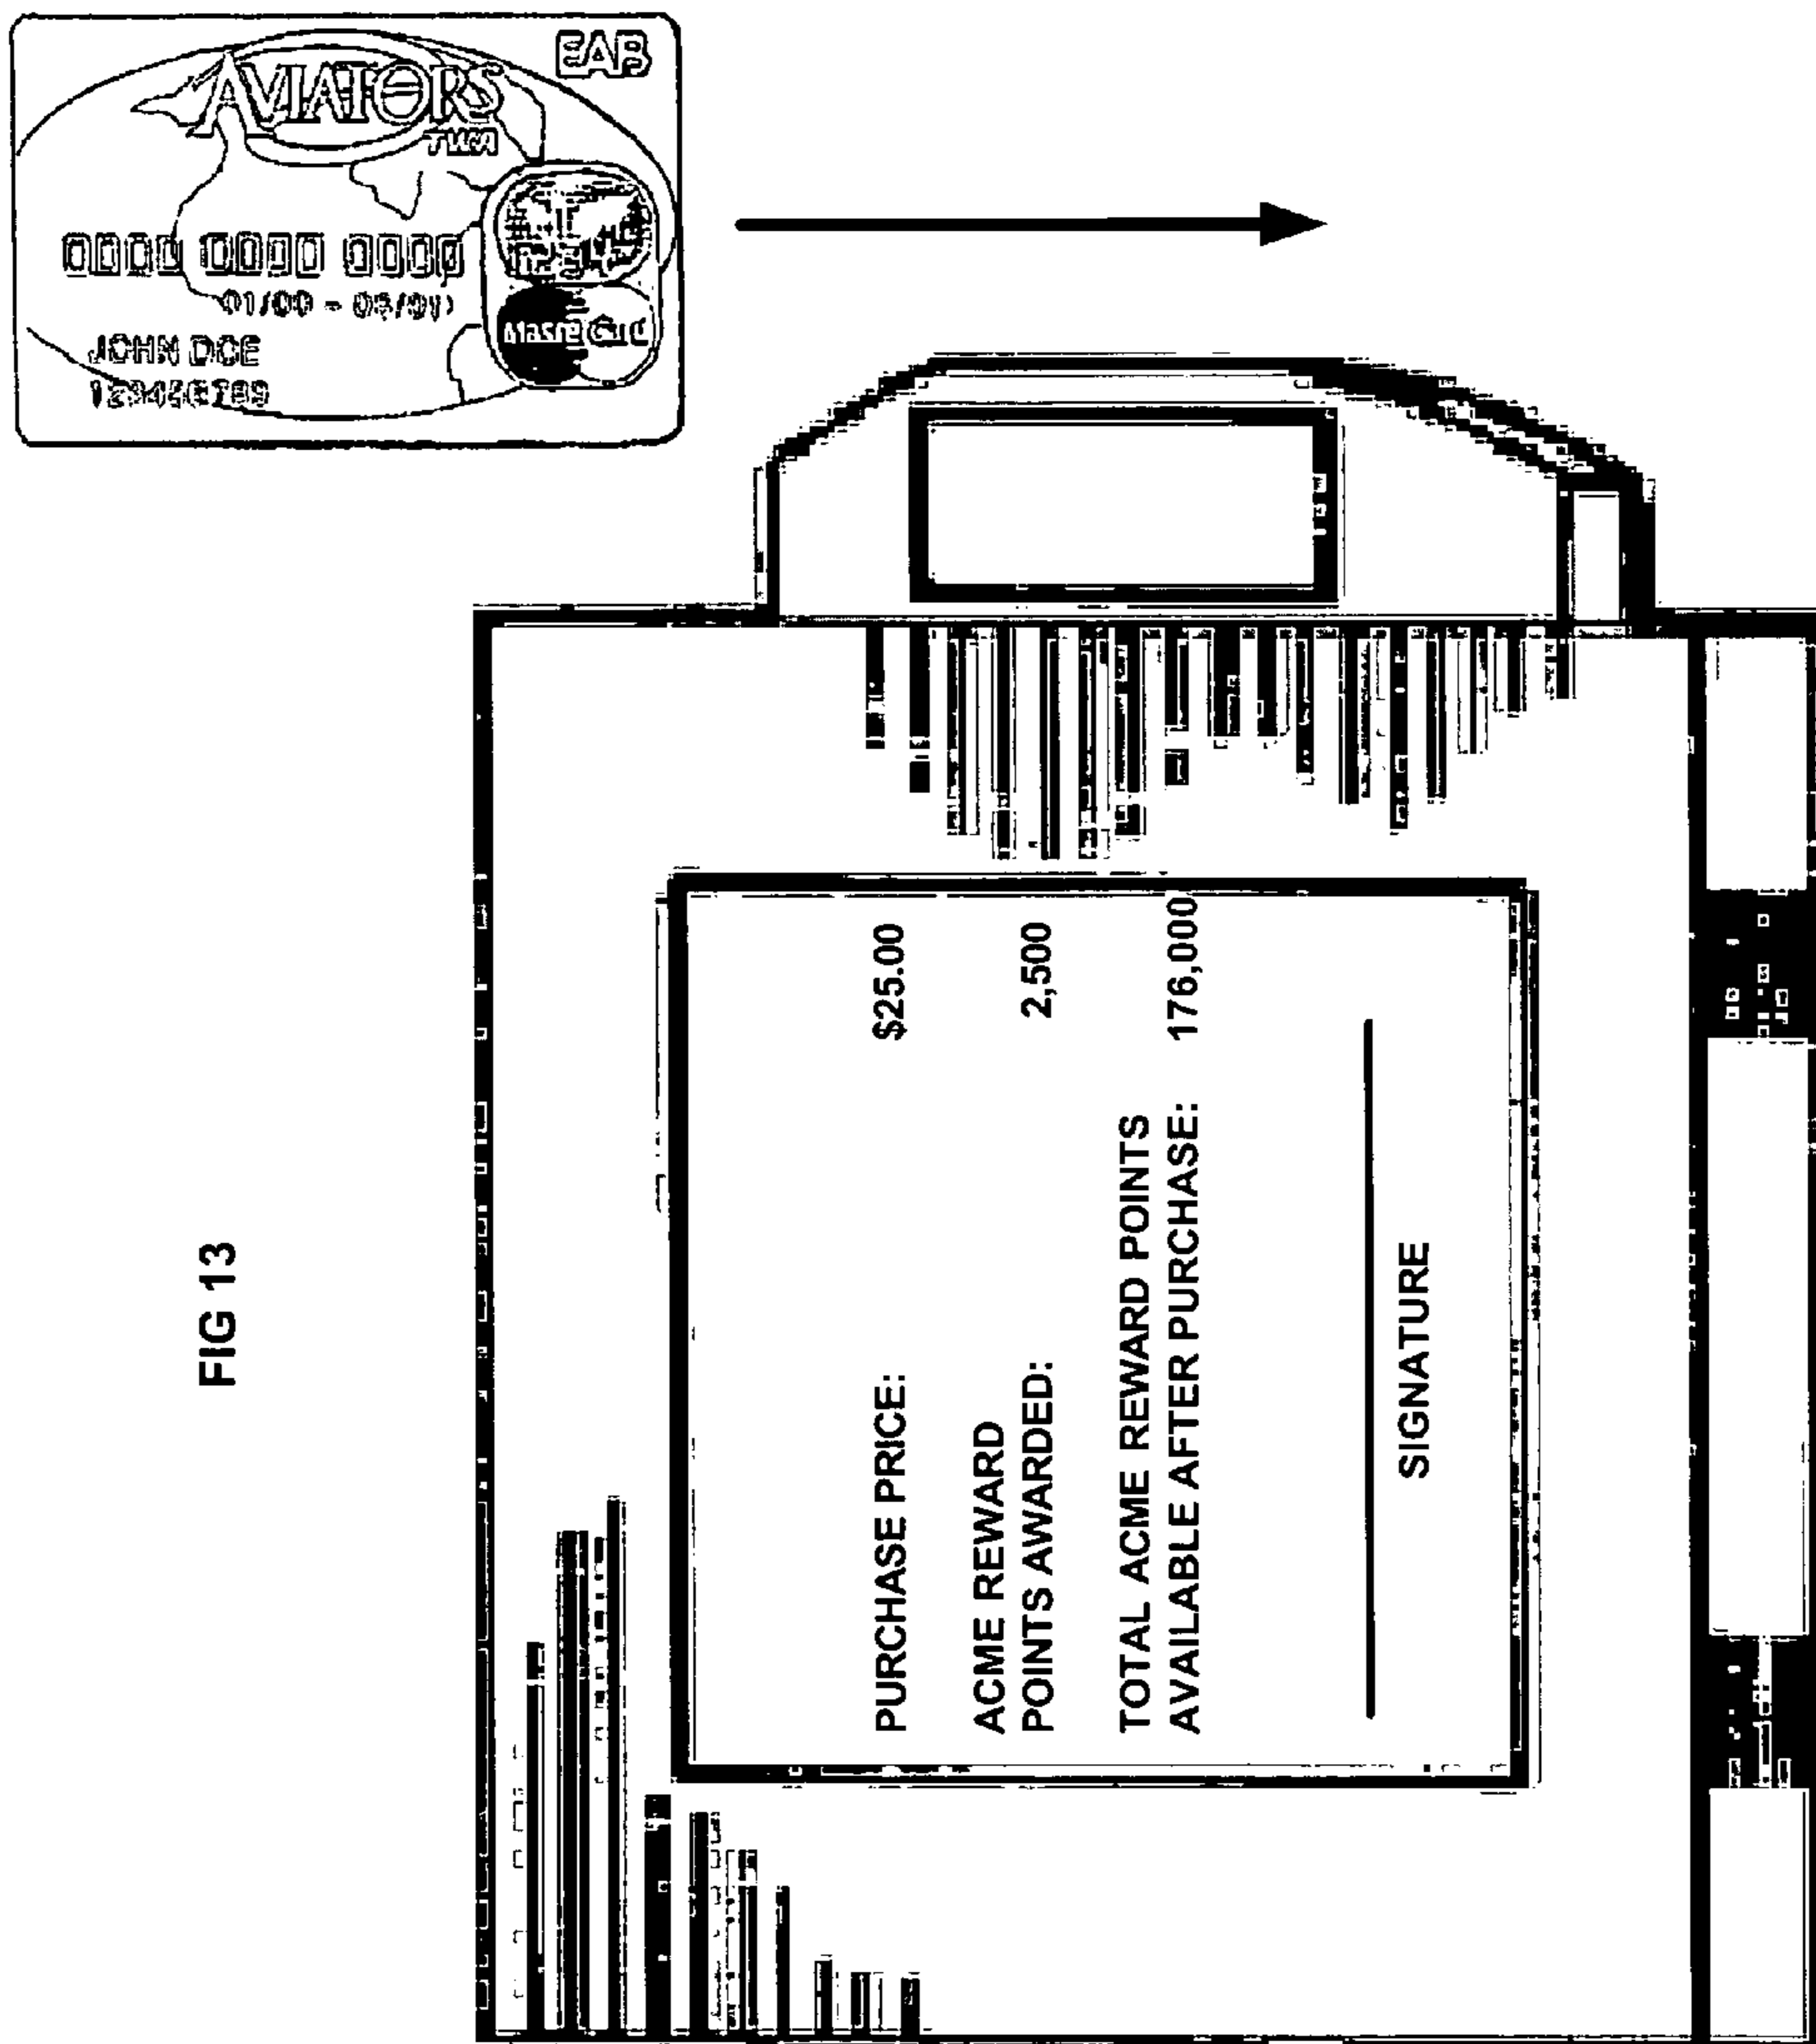 AVIATORS
TWA
EAB
0000 0000 0000
JOHN DOE
FIG 13
PURCHASE PRICE: $25.00
ACME REWARD
POINTS AWARDED: 2,500
TOTAL ACME REWARD POINTS
AVAILABLE AFTER PURCHASE: 176,000
SIGNATURE